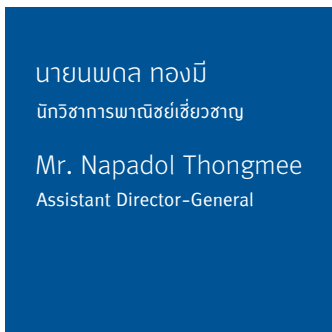 นายนพดล ทองมี
นักวิชาการพาณิชย์เชี่ยวชาญ
Mr. Napadol Thongmee
Assistant Director-General